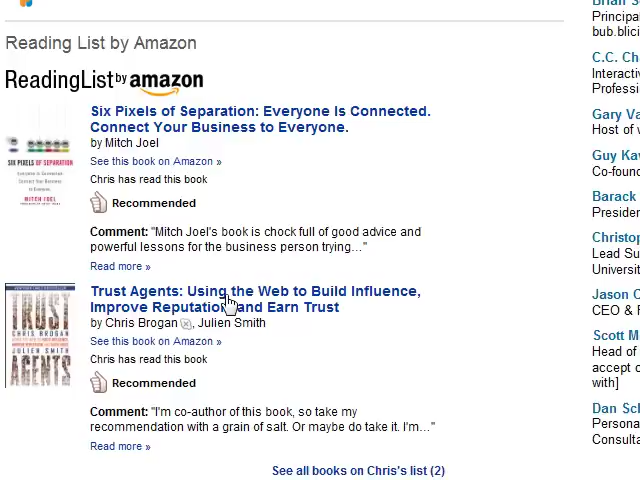 Reading List by Amazon
ReadingList by amazon
Six Pixels of Separation: Everyone Is Connected.
Connect Your Business to Everyone.
by Mitch Joel
See this book on Amazon »
Chris has read this book
Recommended
Comment: "Mitch Joel's book is chock full of good advice and
powerful lessons for the business person trying..."
Read more »
SIX PIXELS OF SEPARATION
MITCH JOEL
Trust Agents: Using the Web to Build Influence,
Improve Reputation and Earn Trust
by Chris Brogan, Julien Smith
See this book on Amazon »
Chris has read this book
Recommended
Comment: "I'm co-author of this book, so take my
recommendation with a grain of salt. Or maybe do take it. I'm..."
Read more »
TRUST
CHRIS BROGAN
JULIEN SMITH
AGENTS
See all books on Chris's list (2)
Principa
bub.blici
C.C. Ch
Interactiv
Professi
Gary Va
Host of w
Guy Kaw
Co-found
Barack
Presiden
Christop
Lead Su
Universit
Jason C
CEO & F
Scott M
Head of
accept c
with]
Dan Sch
Persona
Consulta